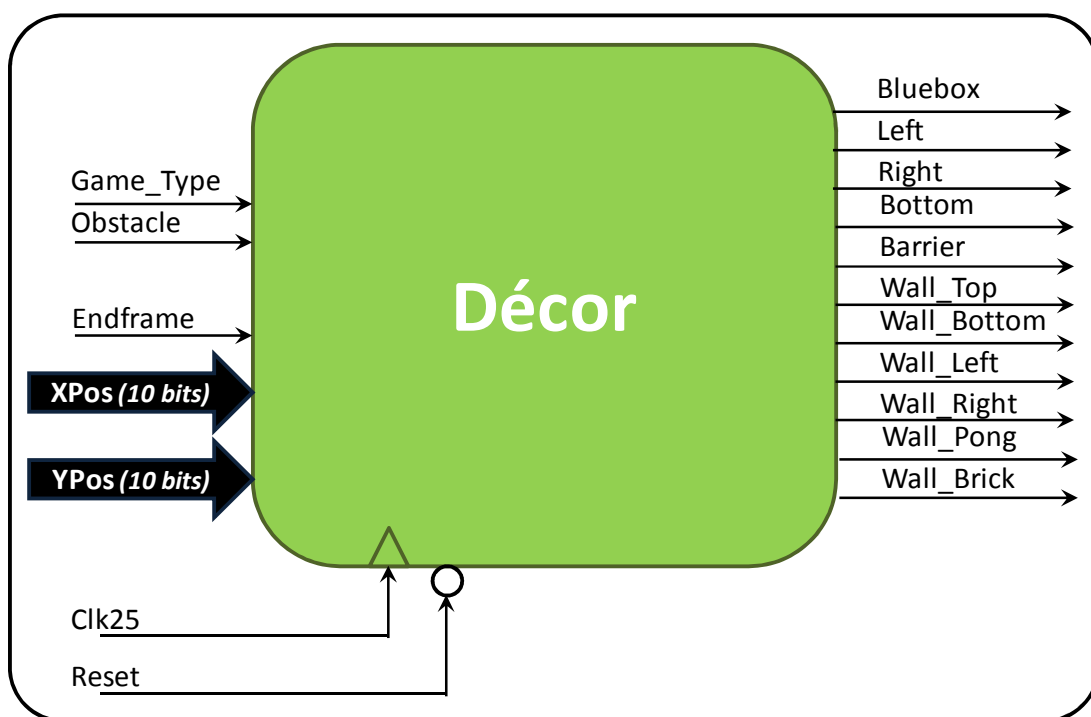 Game_Type
Obstacle
Endframe
XPos (10 bits)
YPos (10 bits)
Clk25
Reset
Décor
Bluebox
Left
Right
Bottom
Barrier
Wall_Top
Wall_Bottom
Wall_Left
Wall_Right
Wall_Pong
Wall_Brick